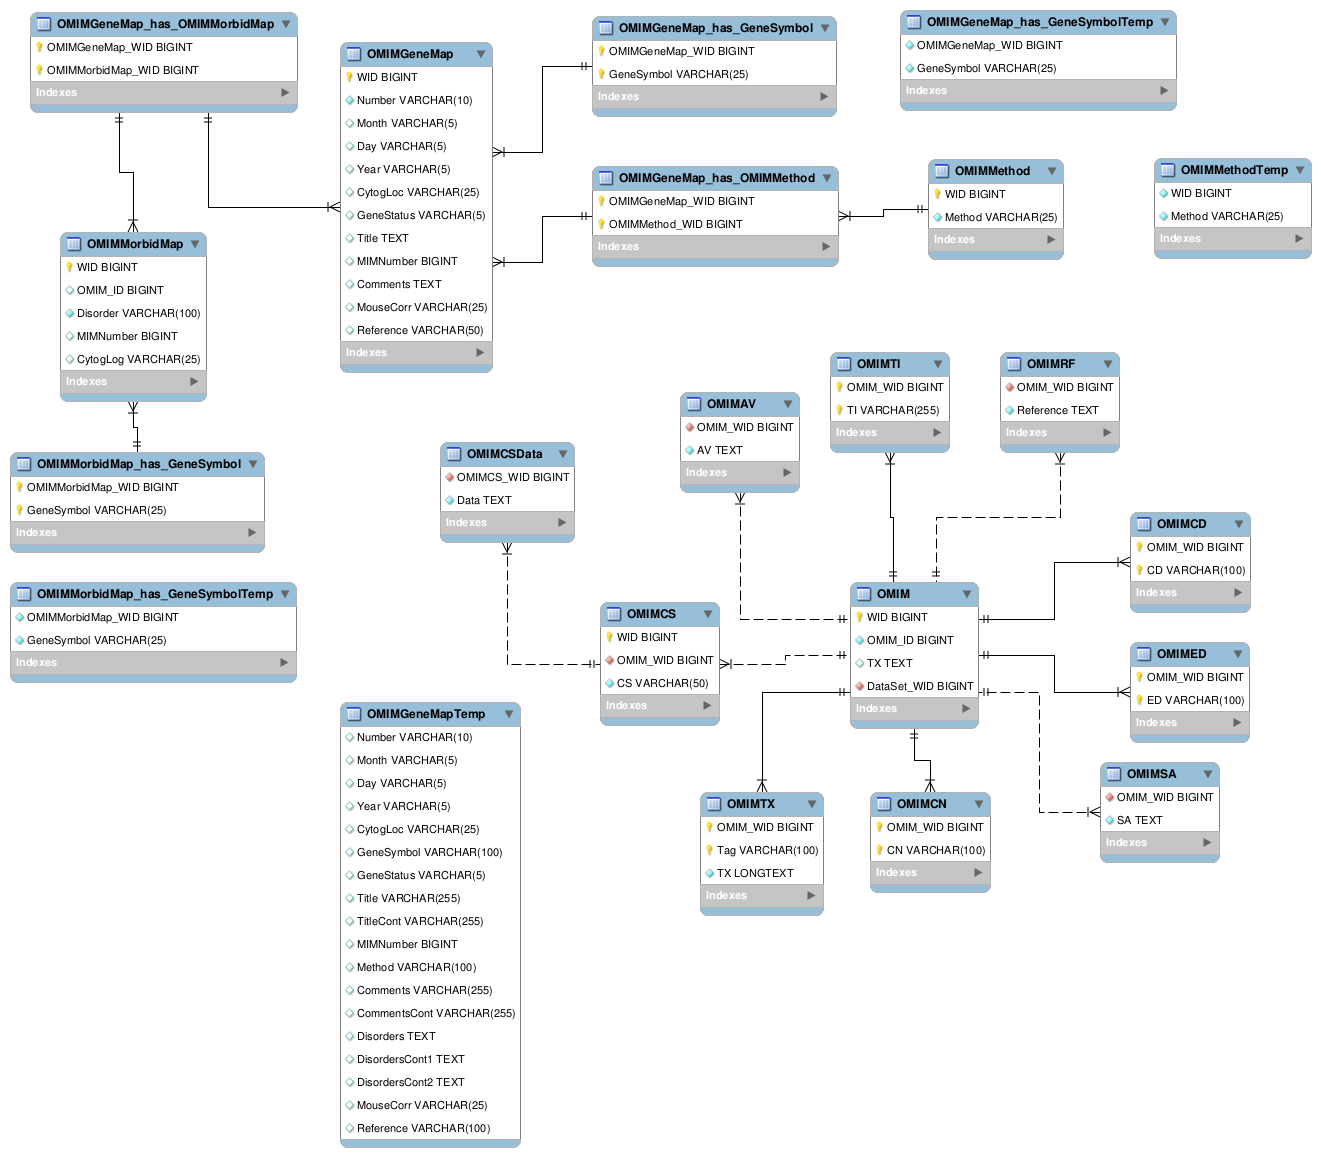 OMIMGeneMap_has_OMIMMorbidMap
OMIMGeneMap_WID BIGINT
OMIMMorbidMap_WID BIGINT
Indexes
OMIMGeneMap
WID BIGINT
Number VARCHAR(10)
Month VARCHAR(5)
Day VARCHAR(5)
Year VARCHAR(5)
CytogLoc VARCHAR(25)
GeneStatus VARCHAR(5)
Title TEXT
MIMNumber BIGINT
Comments TEXT
MouseCorr VARCHAR(25)
Reference VARCHAR(50)
Indexes
OMIMGeneMap_has_GeneSymbol
OMIMGeneMap_WID BIGINT
GeneSymbol VARCHAR(25)
Indexes
OMIMGeneMap_has_GeneSymbolTemp
OMIMGeneMap_WID BIGINT
GeneSymbol VARCHAR(25)
Indexes
OMIMGeneMap_has_OMIMMethod
OMIMGeneMap_WID BIGINT
OMIMMethod_WID BIGINT
Indexes
OMIMMethod
WID BIGINT
Method VARCHAR(25)
Indexes
OMIMMethodTemp
WID BIGINT
Method VARCHAR(25)
Indexes
OMIMMorbidMap
WID BIGINT
OMIM_ID BIGINT
Disorder VARCHAR(100)
MIMNumber BIGINT
CytogLog VARCHAR(25)
Indexes
OMIMMorbidMap_has_GeneSymbol
OMIMMorbidMap_WID BIGINT
GeneSymbol VARCHAR(25)
Indexes
OMIMMorbidMap_has_GeneSymbolTemp
OMIMMorbidMap_WID BIGINT
GeneSymbol VARCHAR(25)
Indexes
OMIMCSData
OMIMCS_WID BIGINT
Data TEXT
Indexes
OMIMAV
OMIM_WID BIGINT
AV TEXT
Indexes
OMIMTI
OMIM_WID BIGINT
TI VARCHAR(255)
Indexes
OMIMRF
OMIM_WID BIGINT
Reference TEXT
Indexes
OMIMCD
OMIM_WID BIGINT
CD VARCHAR(100)
Indexes
OMIMCS
WID BIGINT
OMIM_WID BIGINT
CS VARCHAR(50)
Indexes
OMIM
WID BIGINT
OMIM_ID BIGINT
TX TEXT
DataSet_WID BIGINT
Indexes
OMIMED
OMIM_WID BIGINT
ED VARCHAR(100)
Indexes
OMIMSA
OMIM_WID BIGINT
SA TEXT
Indexes
OMIMTX
OMIM_WID BIGINT
Tag VARCHAR(100)
TX LONGTEXT
Indexes
OMIMCN
OMIM_WID BIGINT
CN VARCHAR(100)
Indexes
OMIMGeneMapTemp
Number VARCHAR(10)
Month VARCHAR(5)
Day VARCHAR(5)
Year VARCHAR(5)
CytogLoc VARCHAR(25)
GeneSymbol VARCHAR(100)
GeneStatus VARCHAR(5)
Title VARCHAR(255)
TitleCont VARCHAR(255)
MIMNumber BIGINT
Method VARCHAR(100)
Comments VARCHAR(255)
CommentsCont VARCHAR(255)
Disorders TEXT
DisordersCont1 TEXT
DisordersCont2 TEXT
MouseCorr VARCHAR(25)
Reference VARCHAR(100)